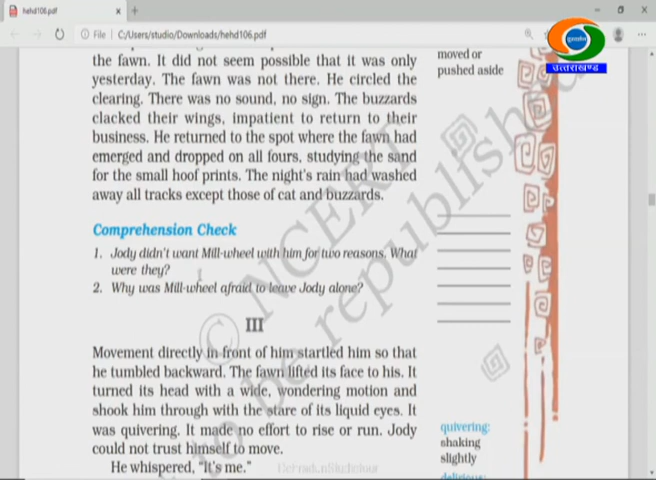 hehd106.pdf
File | C:/Users/studio/Downloads/hehd106.pdf
दूरदर्शन
उत्तराखण्ड
the fawn. It did not seem possible that it was only
yesterday. The fawn was not there. He circled the
clearing. There was no sound, no sign. The buzzards
clacked their wings, impatient to return to their
business. He returned to the spot where the fawn had
emerged and dropped on all fours, studying the sand
for the small hoof prints. The night's rain had washed
away all tracks except those of cat and buzzards.
moved or
pushed aside
Comprehension Check
1. Jody didn't want Mill-wheel with him for two reasons. What
were they?
2. Why was Mill-wheel afraid to leave Jody alone?
III
Movement directly in front of him startled him so that
he tumbled backward. The fawn lifted its face to his. It
turned its head with a wide, wondering motion and
shook him through with the stare of its liquid eyes. It
was quivering. It made no effort to rise or run. Jody
could not trust himself to move.
He whispered, “It's me.”
quivering:
shaking
slightly
delicious:
© NCERT
to be republished